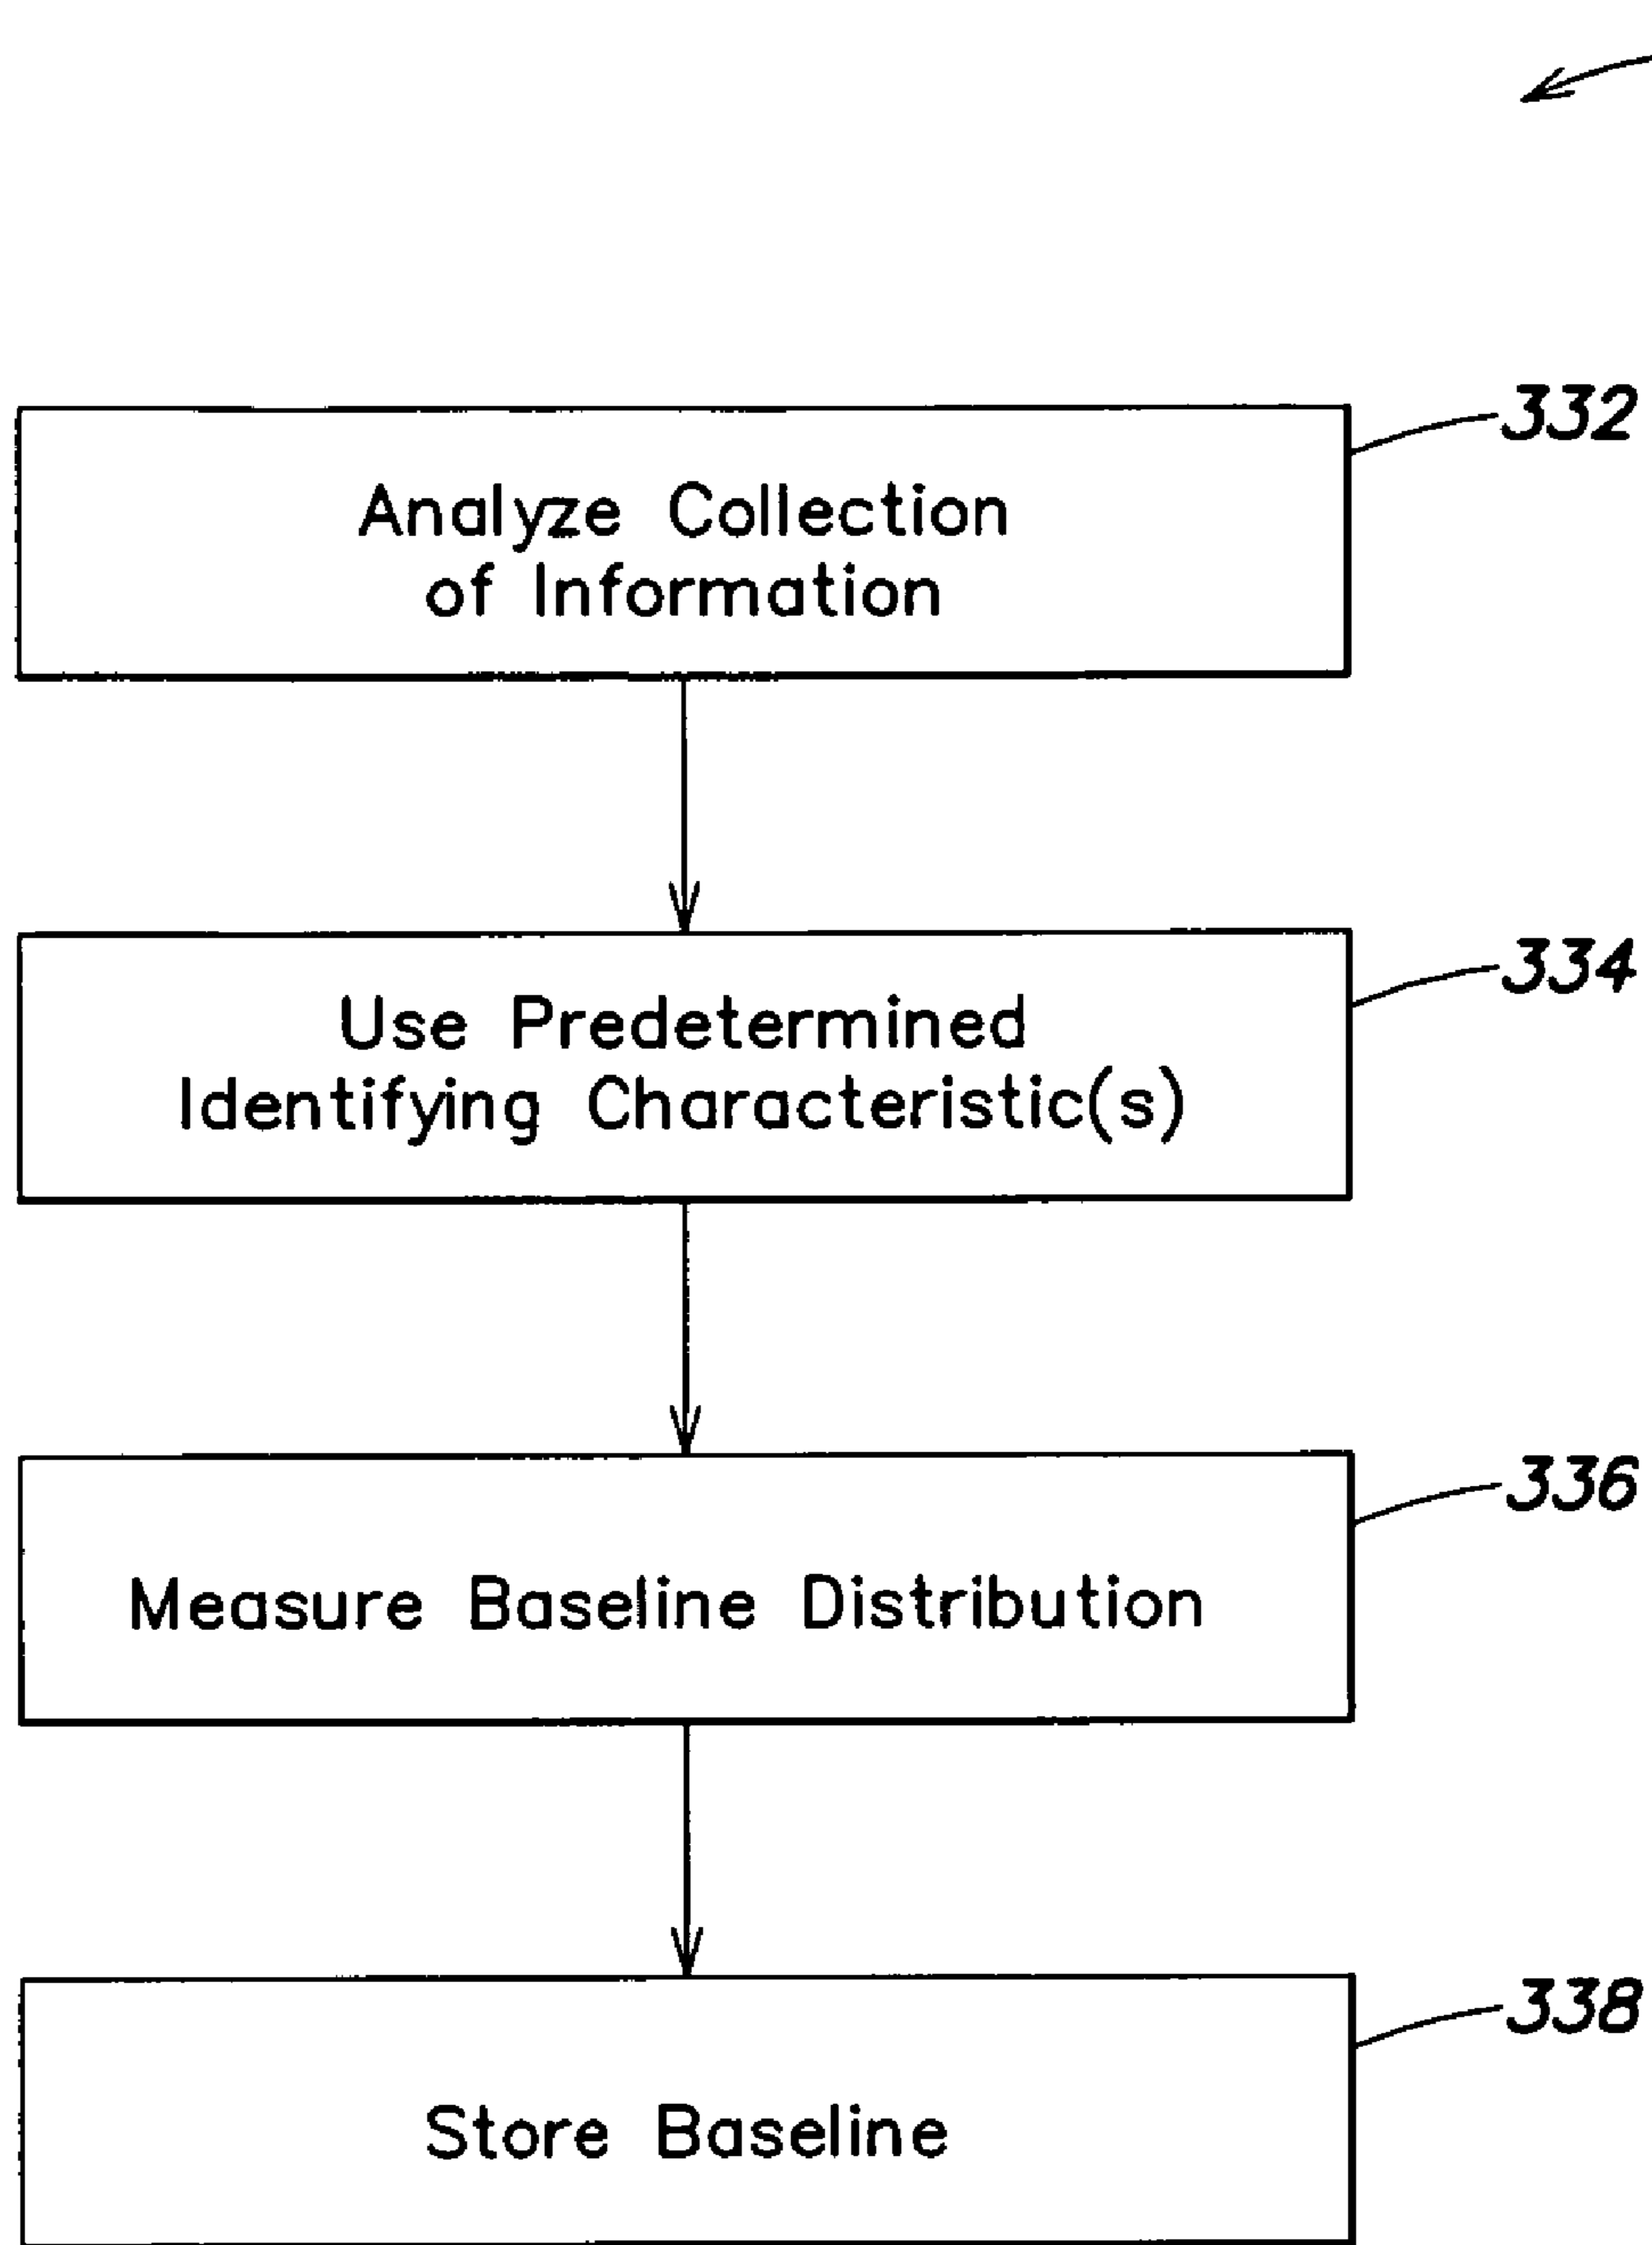 332
Analyze Collection
of Information
334
Use Predetermined
Identifying Characteristic(s)
336
Measure Baseline Distribution
338
Store Baseline